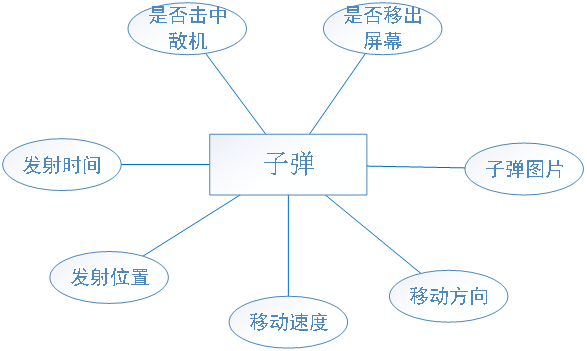 是否击中
敌机
是否移出
屏幕
发射时间
子弹
子弹图片
发射位置
移动方向
移动速度